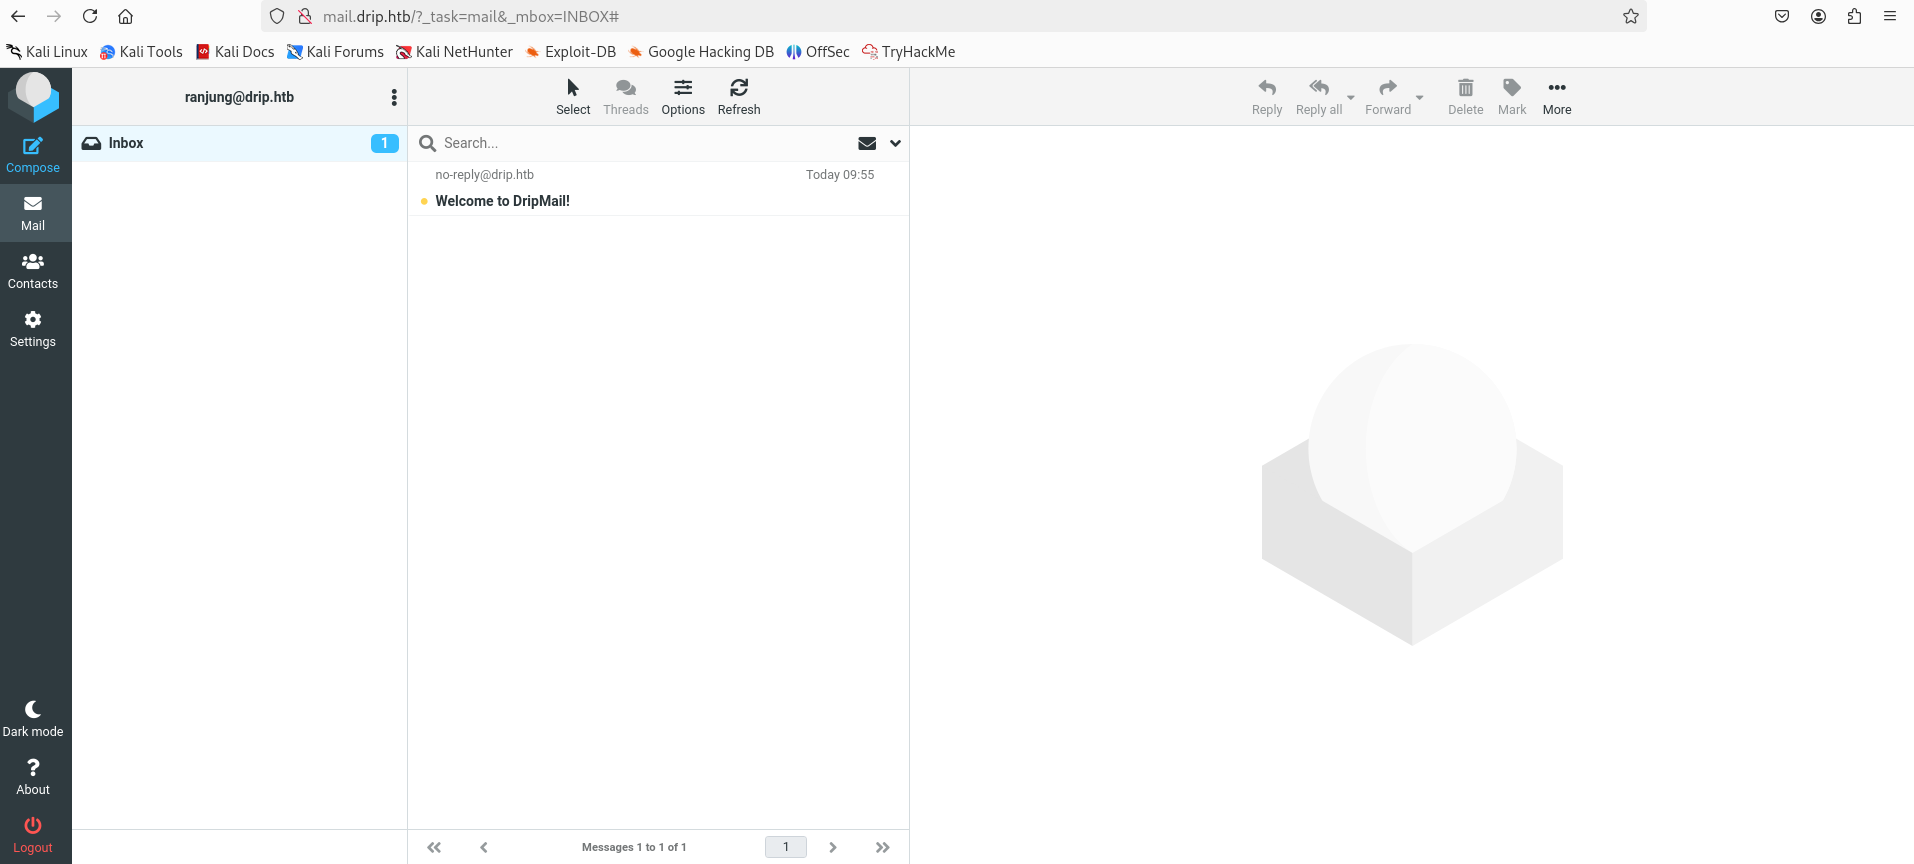 mail.drip.htb/?_task=mail&_mbox=INBOX#
Kali Linux Kali Tools Kali Docs Kali Forums Kali NetHunter Exploit-DB Google Hacking DB OffSec TryHackMe
ranjung@drip.htb
Select Threads Options Refresh
Reply Reply all Forward Delete Mark More
Compose
Mail
Contacts
Settings
Dark mode
About
Logout
Inbox 1
Search...
no-reply@drip.htb Today 09:55
Welcome to DripMail!
Messages 1 to 1 of 1 1